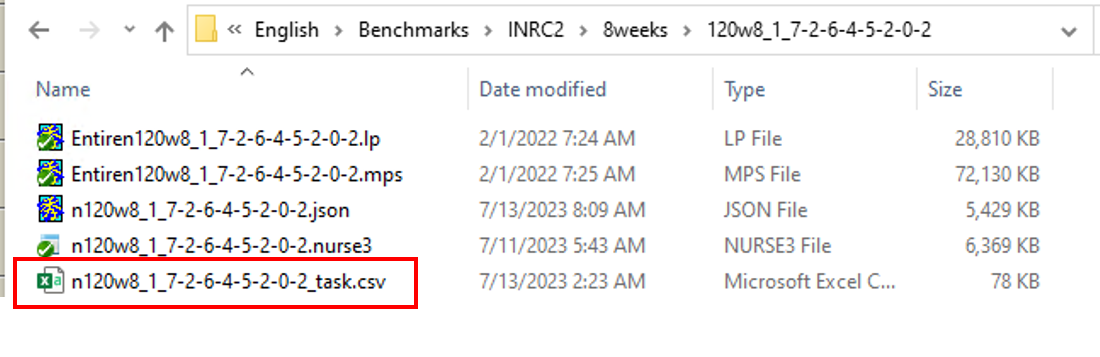 « English > Benchmarks > INRC2 > 8weeks > 120w8_1_7-2-6-4-5-2-0-2
Name Date modified Type Size
Entiren120w8_1_7-2-6-4-5-2-0-2.lp 2/1/2022 7:24 AM LP File 28,810 KB
Entiren120w8_1_7-2-6-4-5-2-0-2.mps 2/1/2022 7:25 AM MPS File 72,130 KB
n120w8_1_7-2-6-4-5-2-0-2.json 7/13/2023 8:09 AM JSON File 5,429 KB
n120w8_1_7-2-6-4-5-2-0-2.nurse3 7/11/2023 5:43 AM NURSE3 File 6,369 KB
n120w8_1_7-2-6-4-5-2-0-2_task.csv 7/13/2023 2:23 AM Microsoft Excel C... 78 KB